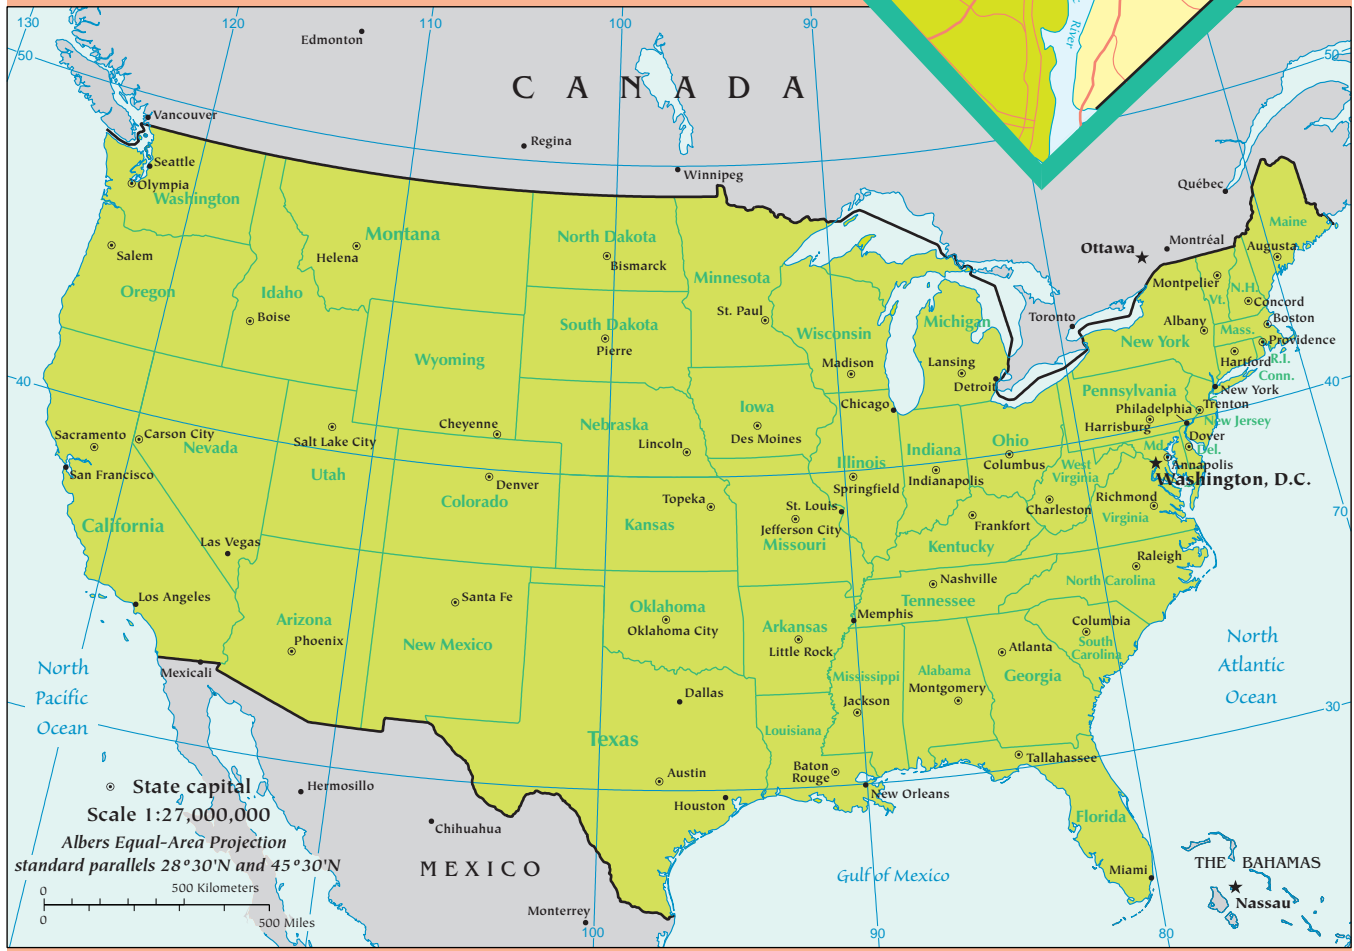 130
120
110
100
90
50
50
Edmonton
CANADA
River
Vancouver
Regina
Winnipeg
Québec
Seattle
Olympia
Washington
Montana
Helena
North Dakota
Bismarck
Minnesota
St. Paul
Ottawa
Montréal
Maine
Augusta
Salem
Oregon
Idaho
Boise
South Dakota
Pierre
Wisconsin
Madison
Michigan
Lansing
Detroit
Toronto
Montpelier
Vt.
N.H.
Concord
Albany
Boston
Mass.
New York
Providence
Hartford
R.I.
Conn.
Wyoming
Cheyenne
Nebraska
Lincoln
Iowa
Des Moines
Chicago
Pennsylvania
New York
Philadelphia
Trenton
Harrisburg
New Jersey
40
40
Sacramento
Carson City
Nevada
San Francisco
Salt Lake City
Utah
Denver
Colorado
Topeka
Kansas
St. Louis
Jefferson City
Missouri
Illinois
Springfield
Indiana
Indianapolis
Ohio
Columbus
West
Virginia
Charleston
Md.
Dover
Del.
Annapolis
Washington, D.C.
Richmond
Virginia
Frankfort
Kentucky
70
California
Las Vegas
Los Angeles
Arizona
Phoenix
Santa Fe
New Mexico
Oklahoma
Oklahoma City
Arkansas
Little Rock
Nashville
Tennessee
Memphis
Raleigh
North Carolina
Columbia
South
Carolina
Atlanta
Georgia
Alabama
Montgomery
Mississippi
Jackson
North
Pacific
Ocean
North
Atlantic
Ocean
Mexicali
Dallas
Texas
Louisiana
Baton
Rouge
Austin
Houston
New Orleans
Tallahassee
Florida
Miami
30
Hermosillo
Chihuahua
MEXICO
Monterrey
Gulf of Mexico
THE BAHAMAS
Nassau
State capital
Scale 1:27,000,000
Albers Equal-Area Projection
standard parallels 28°30'N and 45°30'N
0
500 Kilometers
0
500 Miles
100
90
80